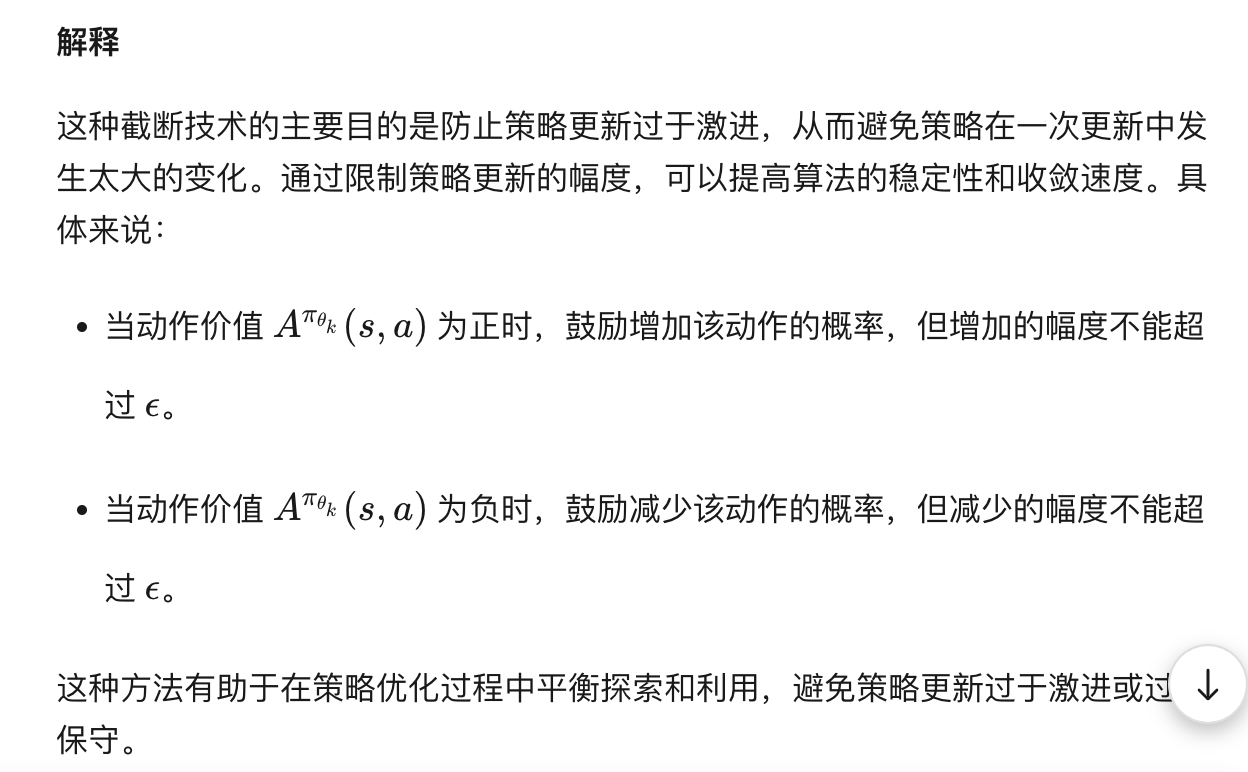 解释
这种截断技术的主要目的是防止策略更新过于激进，从而避免策略在一次更新中发
生太大的变化。通过限制策略更新的幅度，可以提高算法的稳定性和收敛速度。具
体来说：
• 当动作价值 A^{π_{θ_k}}(s, a) 为正时，鼓励增加该动作的概率，但增加的幅度不能超
过 ϵ。
• 当动作价值 A^{π_{θ_k}}(s, a) 为负时，鼓励减少该动作的概率，但减少的幅度不能超
过 ϵ。
这种方法有助于在策略优化过程中平衡探索和利用，避免策略更新过于激进或过
保守。